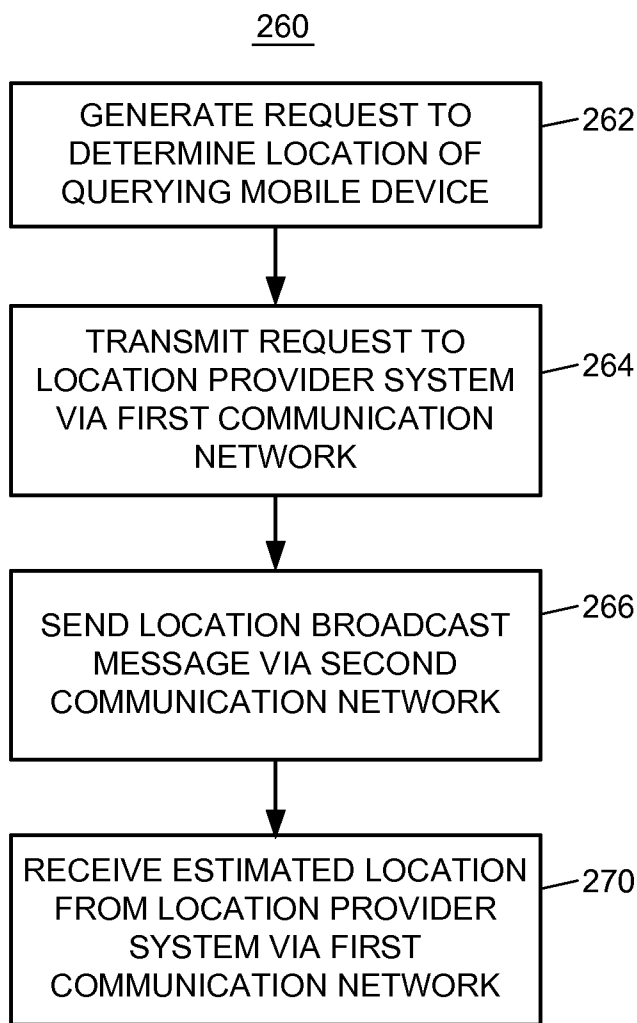 260
GENERATE REQUEST TO
DETERMINE LOCATION OF
QUERYING MOBILE DEVICE
262
TRANSMIT REQUEST TO
LOCATION PROVIDER SYSTEM
VIA FIRST COMMUNICATION
NETWORK
264
SEND LOCATION BROADCAST
MESSAGE VIA SECOND
COMMUNICATION NETWORK
266
RECEIVE ESTIMATED LOCATION
FROM LOCATION PROVIDER
SYSTEM VIA FIRST
COMMUNICATION NETWORK
270